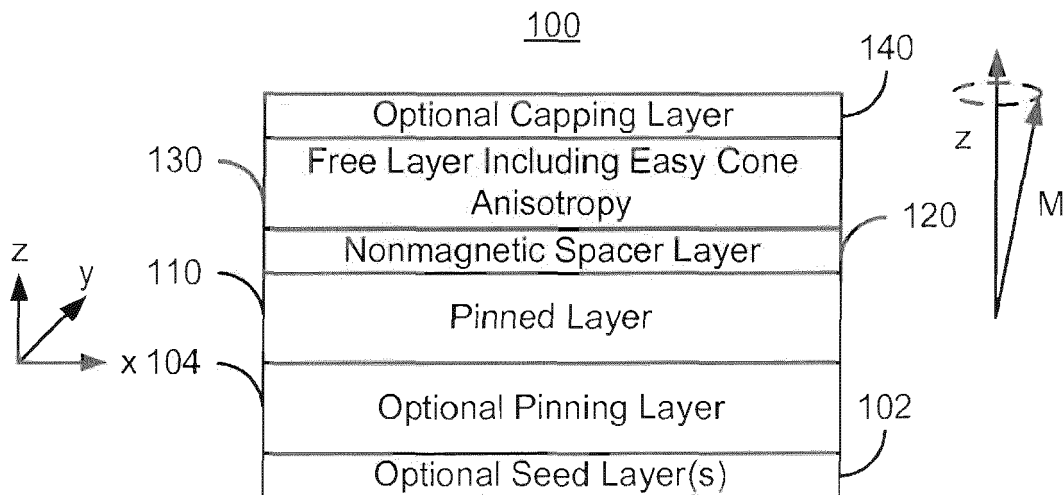 100
140
Optional Capping Layer
130
Free Layer Including Easy Cone
Anisotropy
z
M
120
Nonmagnetic Spacer Layer
z
y
110
Pinned Layer
x 104
Optional Pinning Layer
102
Optional Seed Layer(s)